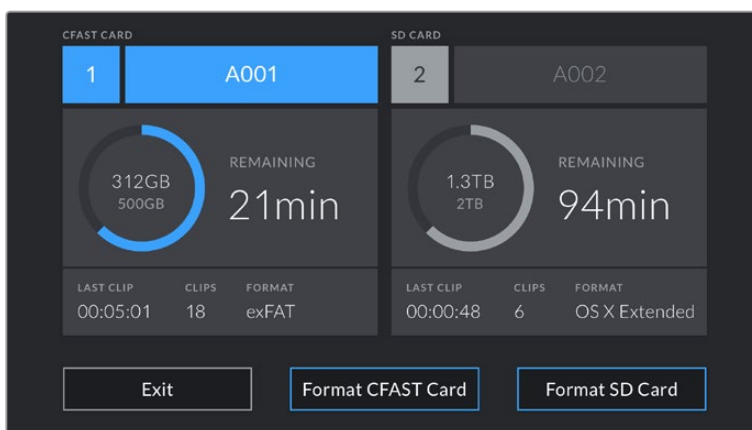 CFAST CARD
1
A001
312GB
500GB
REMAINING
21min
LAST CLIP
CLIPS
FORMAT
00:05:01
18
exFAT
SD CARD
2
A002
1.3TB
2TB
REMAINING
94min
LAST CLIP
CLIPS
FORMAT
00:00:48
6
OS X Extended
Exit
Format CFAST Card
Format SD Card